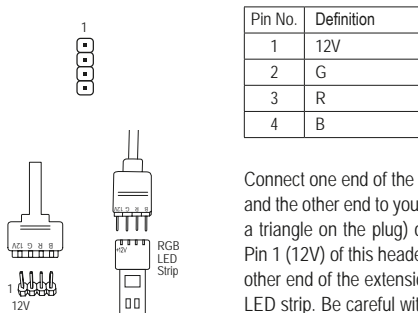 1
Pin No. Definition
1 12V
2 G
3 R
4 B
12V G R B
12V G R B
+12V
RGB
LED
Strip
1
12V
Connect one end of the
and the other end to you
a triangle on the plug)
Pin 1 (12V) of this heade
other end of the extensi
LED strip. Be careful wit